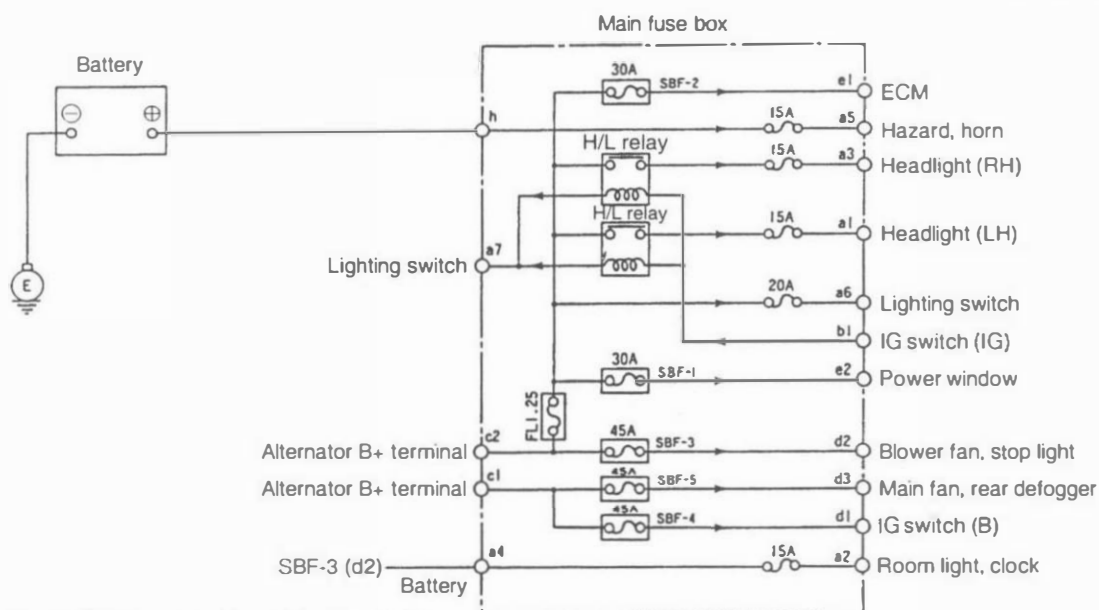 Main fuse box
Battery
⊖ ⊕
E
30A SBF-2 e1 ECM
h 15A a5 Hazard, horn
H/L relay 15A a3 Headlight (RH)
H/L relay 15A a1 Headlight (LH)
Lighting switch a7
20A a6 Lighting switch
b1 IG switch (IG)
30A SBF-1 e2 Power window
FL1.25
Alternator B+ terminal c2 45A SBF-3 d2 Blower fan, stop light
Alternator B+ terminal c1 45A SBF-5 d3 Main fan, rear defogger
45A SBF-4 d1 IG switch (B)
SBF-3 (d2) a4 15A a2 Room light, clock
Battery